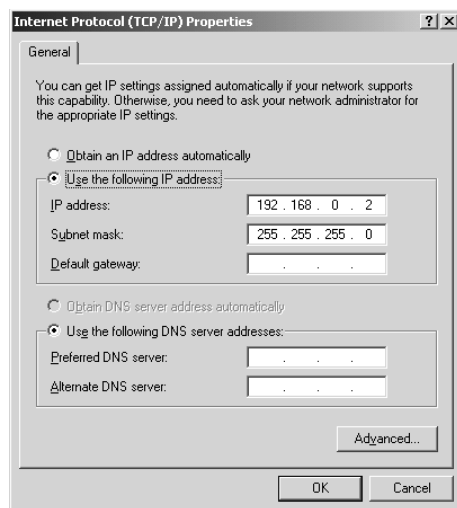 Internet Protocol (TCP/IP) Properties
? ×
General
You can get IP settings assigned automatically if your network supports
this capability. Otherwise, you need to ask your network administrator for
the appropriate IP settings.
Obtain an IP address automatically
Use the following IP address:
IP address: 192 . 168 . 0 . 2
Subnet mask: 255 . 255 . 255 . 0
Default gateway: . . .
Obtain DNS server address automatically
Use the following DNS server addresses:
Preferred DNS server: . . .
Alternate DNS server: . . .
Advanced...
OK Cancel